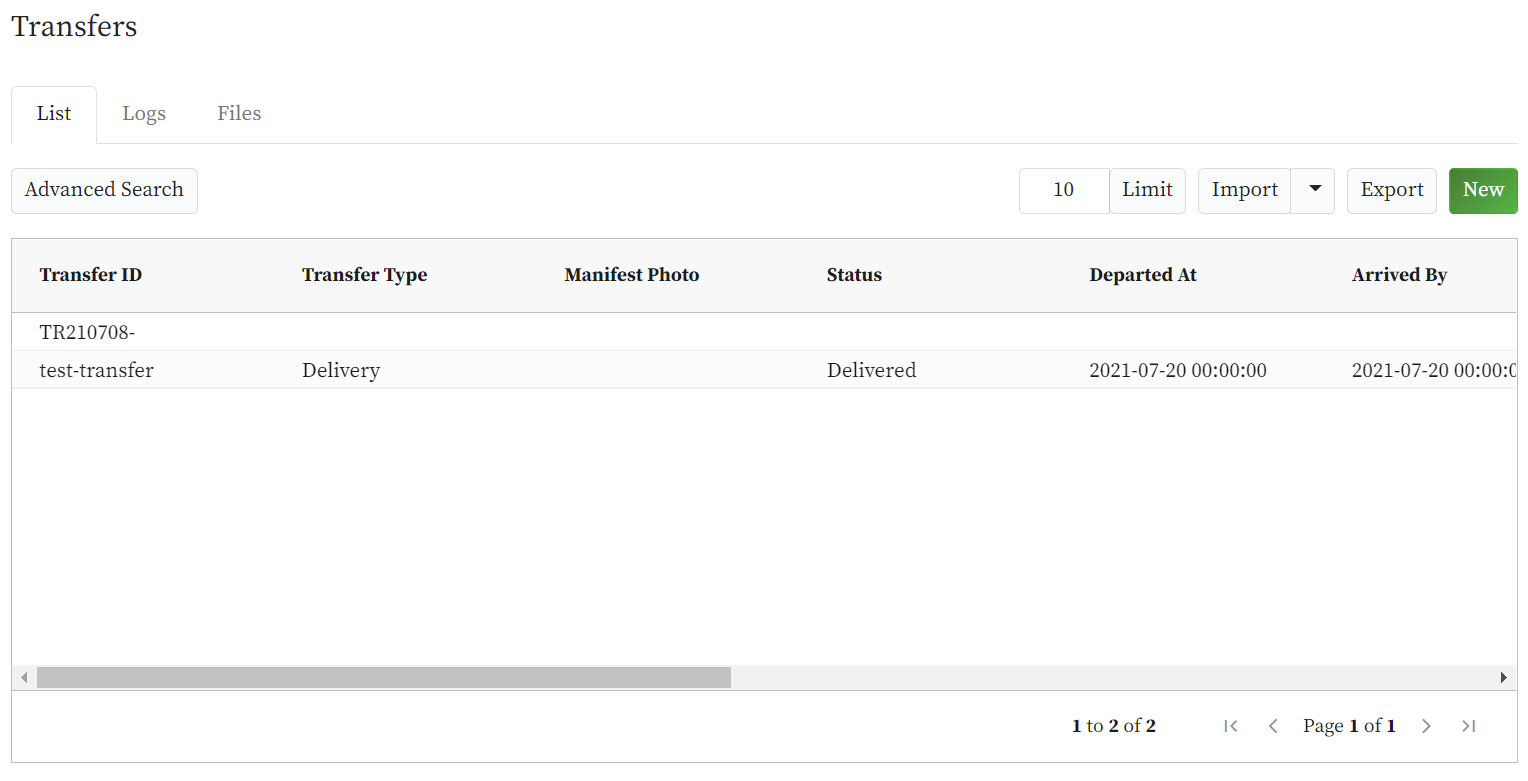 Transfers
List Logs Files
Advanced Search 10 Limit Import Export New
Transfer ID Transfer Type Manifest Photo Status Departed At Arrived By
TR210708-
test-transfer Delivery Delivered 2021-07-20 00:00:00 2021-07-20 00:00:0
1 to 2 of 2 Page 1 of 1